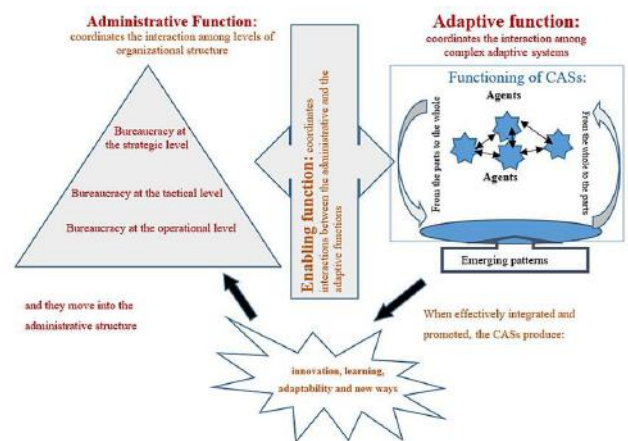 Administrative Function:
coordinates the interaction among levels of
organizational structure
Bureaucracy at
the strategic level
Bureaucracy at the tactical level
Bureaucracy at the operational level
Enabling function: coordinates
interactions between the administrative and the
adaptive functions
Adaptive function:
coordinates the interaction among
complex adaptive systems
Functioning of CASs:
Agents
From the parts to the whole
From the whole to the parts
Agents
Emerging patterns
and they move into the
administrative structure
When effectively integrated and
promoted, the CASs produce:
innovation, learning,
adaptability and new ways